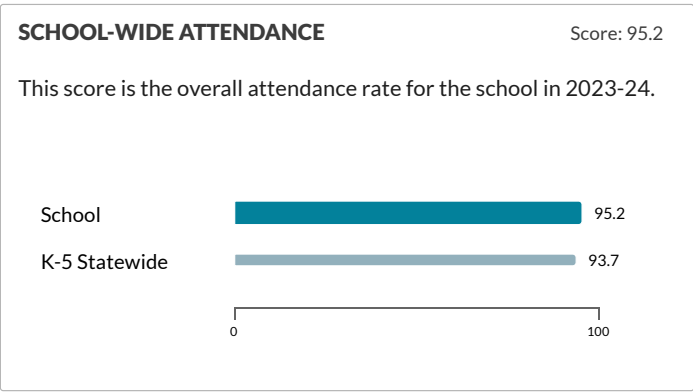 SCHOOL-WIDE ATTENDANCE Score: 95.2
This score is the overall attendance rate for the school in 2023-24.
School 95.2
K-5 Statewide 93.7
0 100